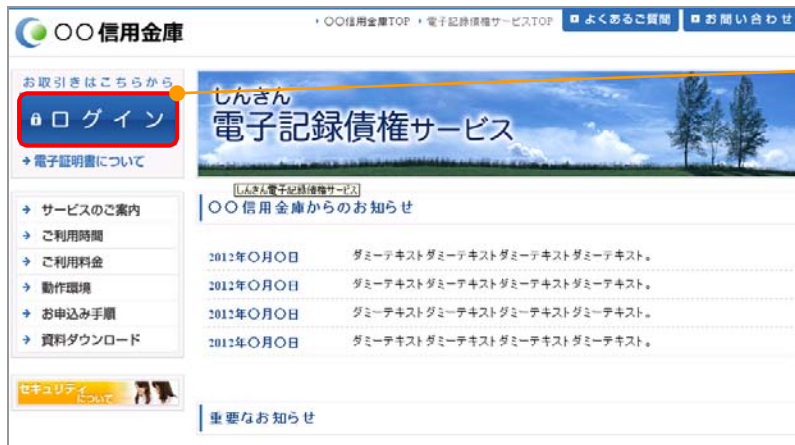 〇〇信用金庫
・〇〇信用金庫TOP ・電子記録債権サービスTOP
よくあるご質問
お問い合わせ
お取引きはこちらから
ログイン
電子証明書について
しんきん
電子記録債権サービス
しんきん電子記録債権サービス
サービスのご案内
ご利用時間
ご利用料金
動作環境
お申込み手順
資料ダウンロード
セキュリティ
について
〇〇信用金庫からのお知らせ
2012年〇月〇日 ダミーテキストダミーテキストダミーテキストダミーテキスト。
2012年〇月〇日 ダミーテキストダミーテキストダミーテキストダミーテキスト。
2012年〇月〇日 ダミーテキストダミーテキストダミーテキストダミーテキスト。
2012年〇月〇日 ダミーテキストダミーテキストダミーテキストダミーテキスト。
重要なお知らせ